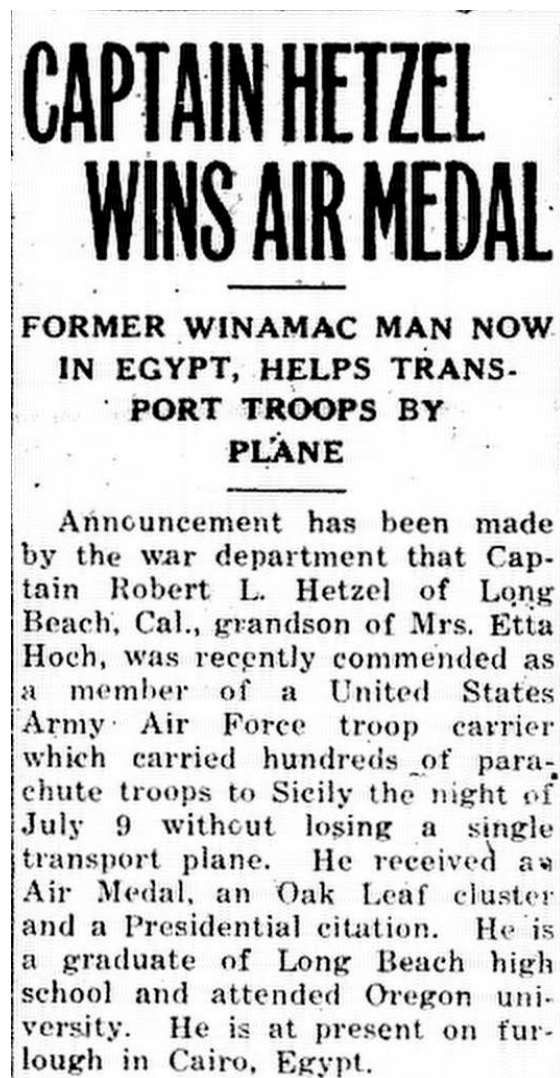 CAPTAIN HETZEL
WINS AIR MEDAL
FORMER WINAMAC MAN NOW
IN EGYPT, HELPS TRANS-
PORT TROOPS BY
PLANE
Announcement has been made
by the war department that Cap-
tain Robert L. Hetzel of Long
Beach, Cal., grandson of Mrs. Etta
Hoch, was recently commended as
a member of a United States
Army Air Force troop carrier
which carried hundreds of para-
chute troops to Sicily the night of
July 9 without losing a single
transport plane. He received an
Air Medal, an Oak Leaf cluster
and a Presidential citation. He is
a graduate of Long Beach high
school and attended Oregon uni-
versity. He is at present on fur-
lough in Cairo, Egypt.